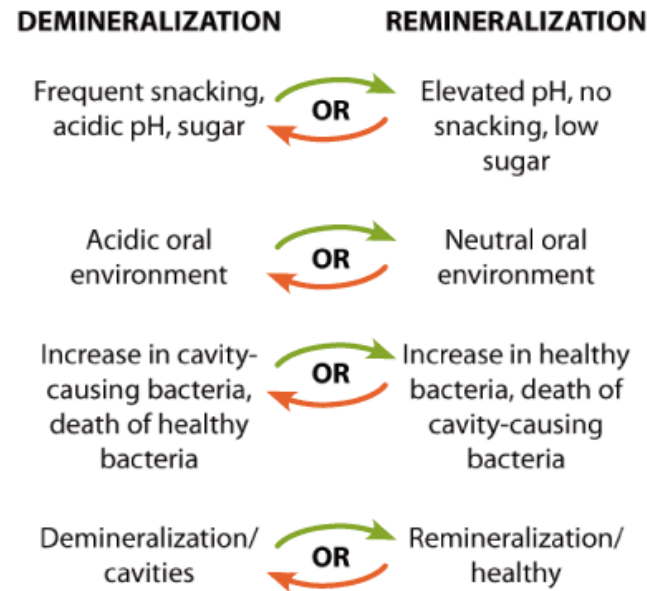 DEMINERALIZATION
REMINERALIZATION
Frequent snacking,
acidic pH, sugar
OR
Elevated pH, no
snacking, low
sugar
Acidic oral
environment
OR
Neutral oral
environment
Increase in cavity-
causing bacteria,
death of healthy
bacteria
OR
Increase in healthy
bacteria, death of
cavity-causing
bacteria
Demineralization/
cavities
OR
Remineralization/
healthy